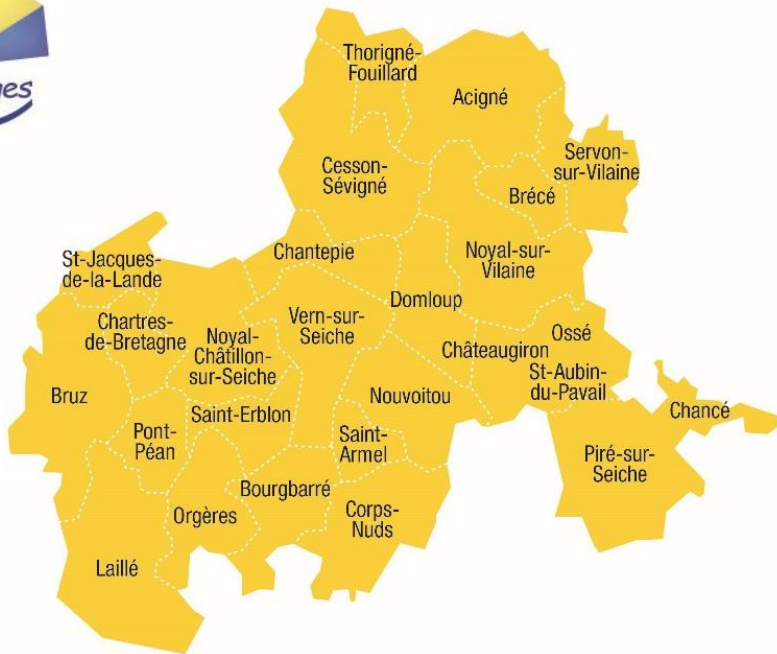 Thorigné-
Fouillard
Acigné
Servon-
sur-Vilaine
Cesson-
Sévigné
Brécé
Chantepie
Noyal-sur-
Vilaine
St-Jacques-
de-la-Lande
Domloup
Chartres-
de-Bretagne
Vern-sur-
Seiche
Noyal-
Châtillon-
sur-Seiche
Ossé
Châteaugiron
St-Aubin-
du-Pavail
Bruz
Nouvoitou
Chancé
Saint-Erblon
Pont-
Péan
Saint-
Armel
Piré-sur-
Seiche
Bourgbarré
Orgères
Corps-
Nuds
Laillé